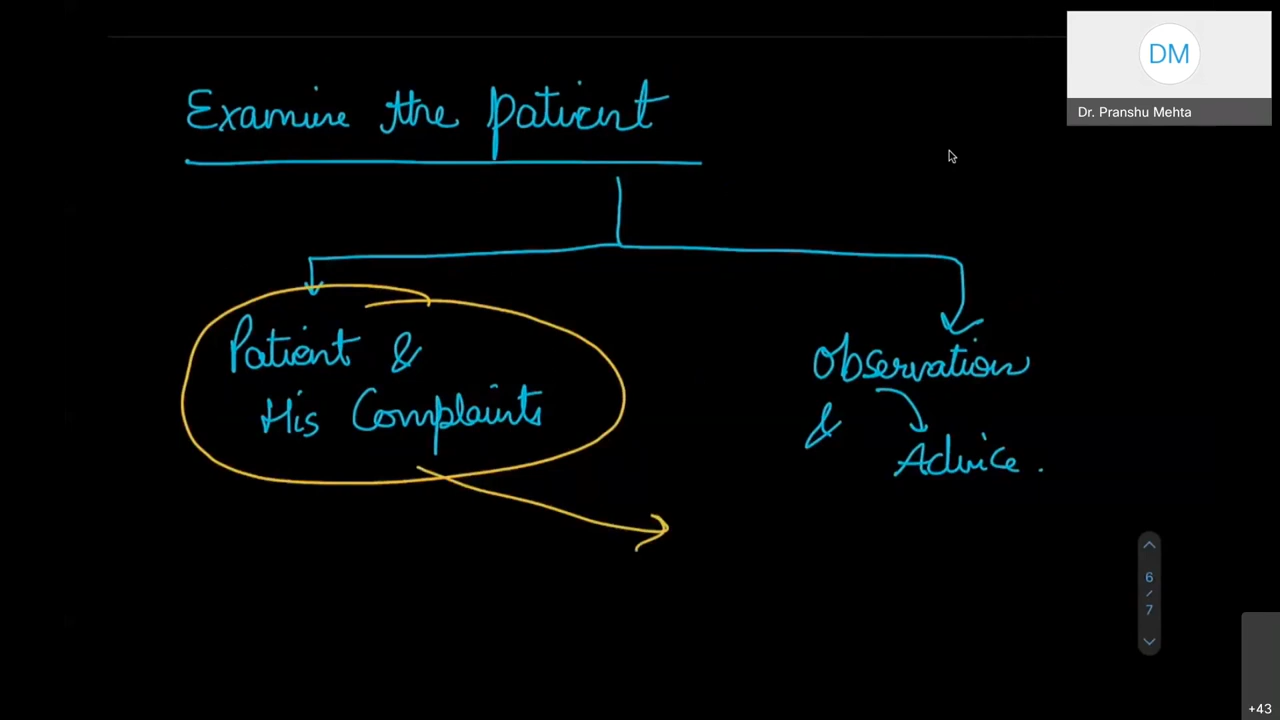 DM
Dr. Pranshu Mehta
Examine the patient
Patient &
His Complaints
Observation
&
Advice.
6
/
7
+43